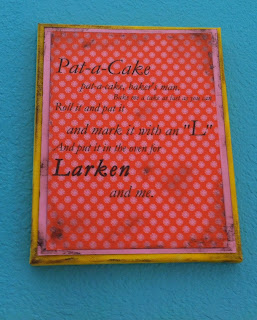 Pat-a-Cake
pat-a-cake, baker's man.
Bake me a cake as fast as you can
Roll it and pat it
and mark it with an "L"
And put it in the oven for
Larken
and me.